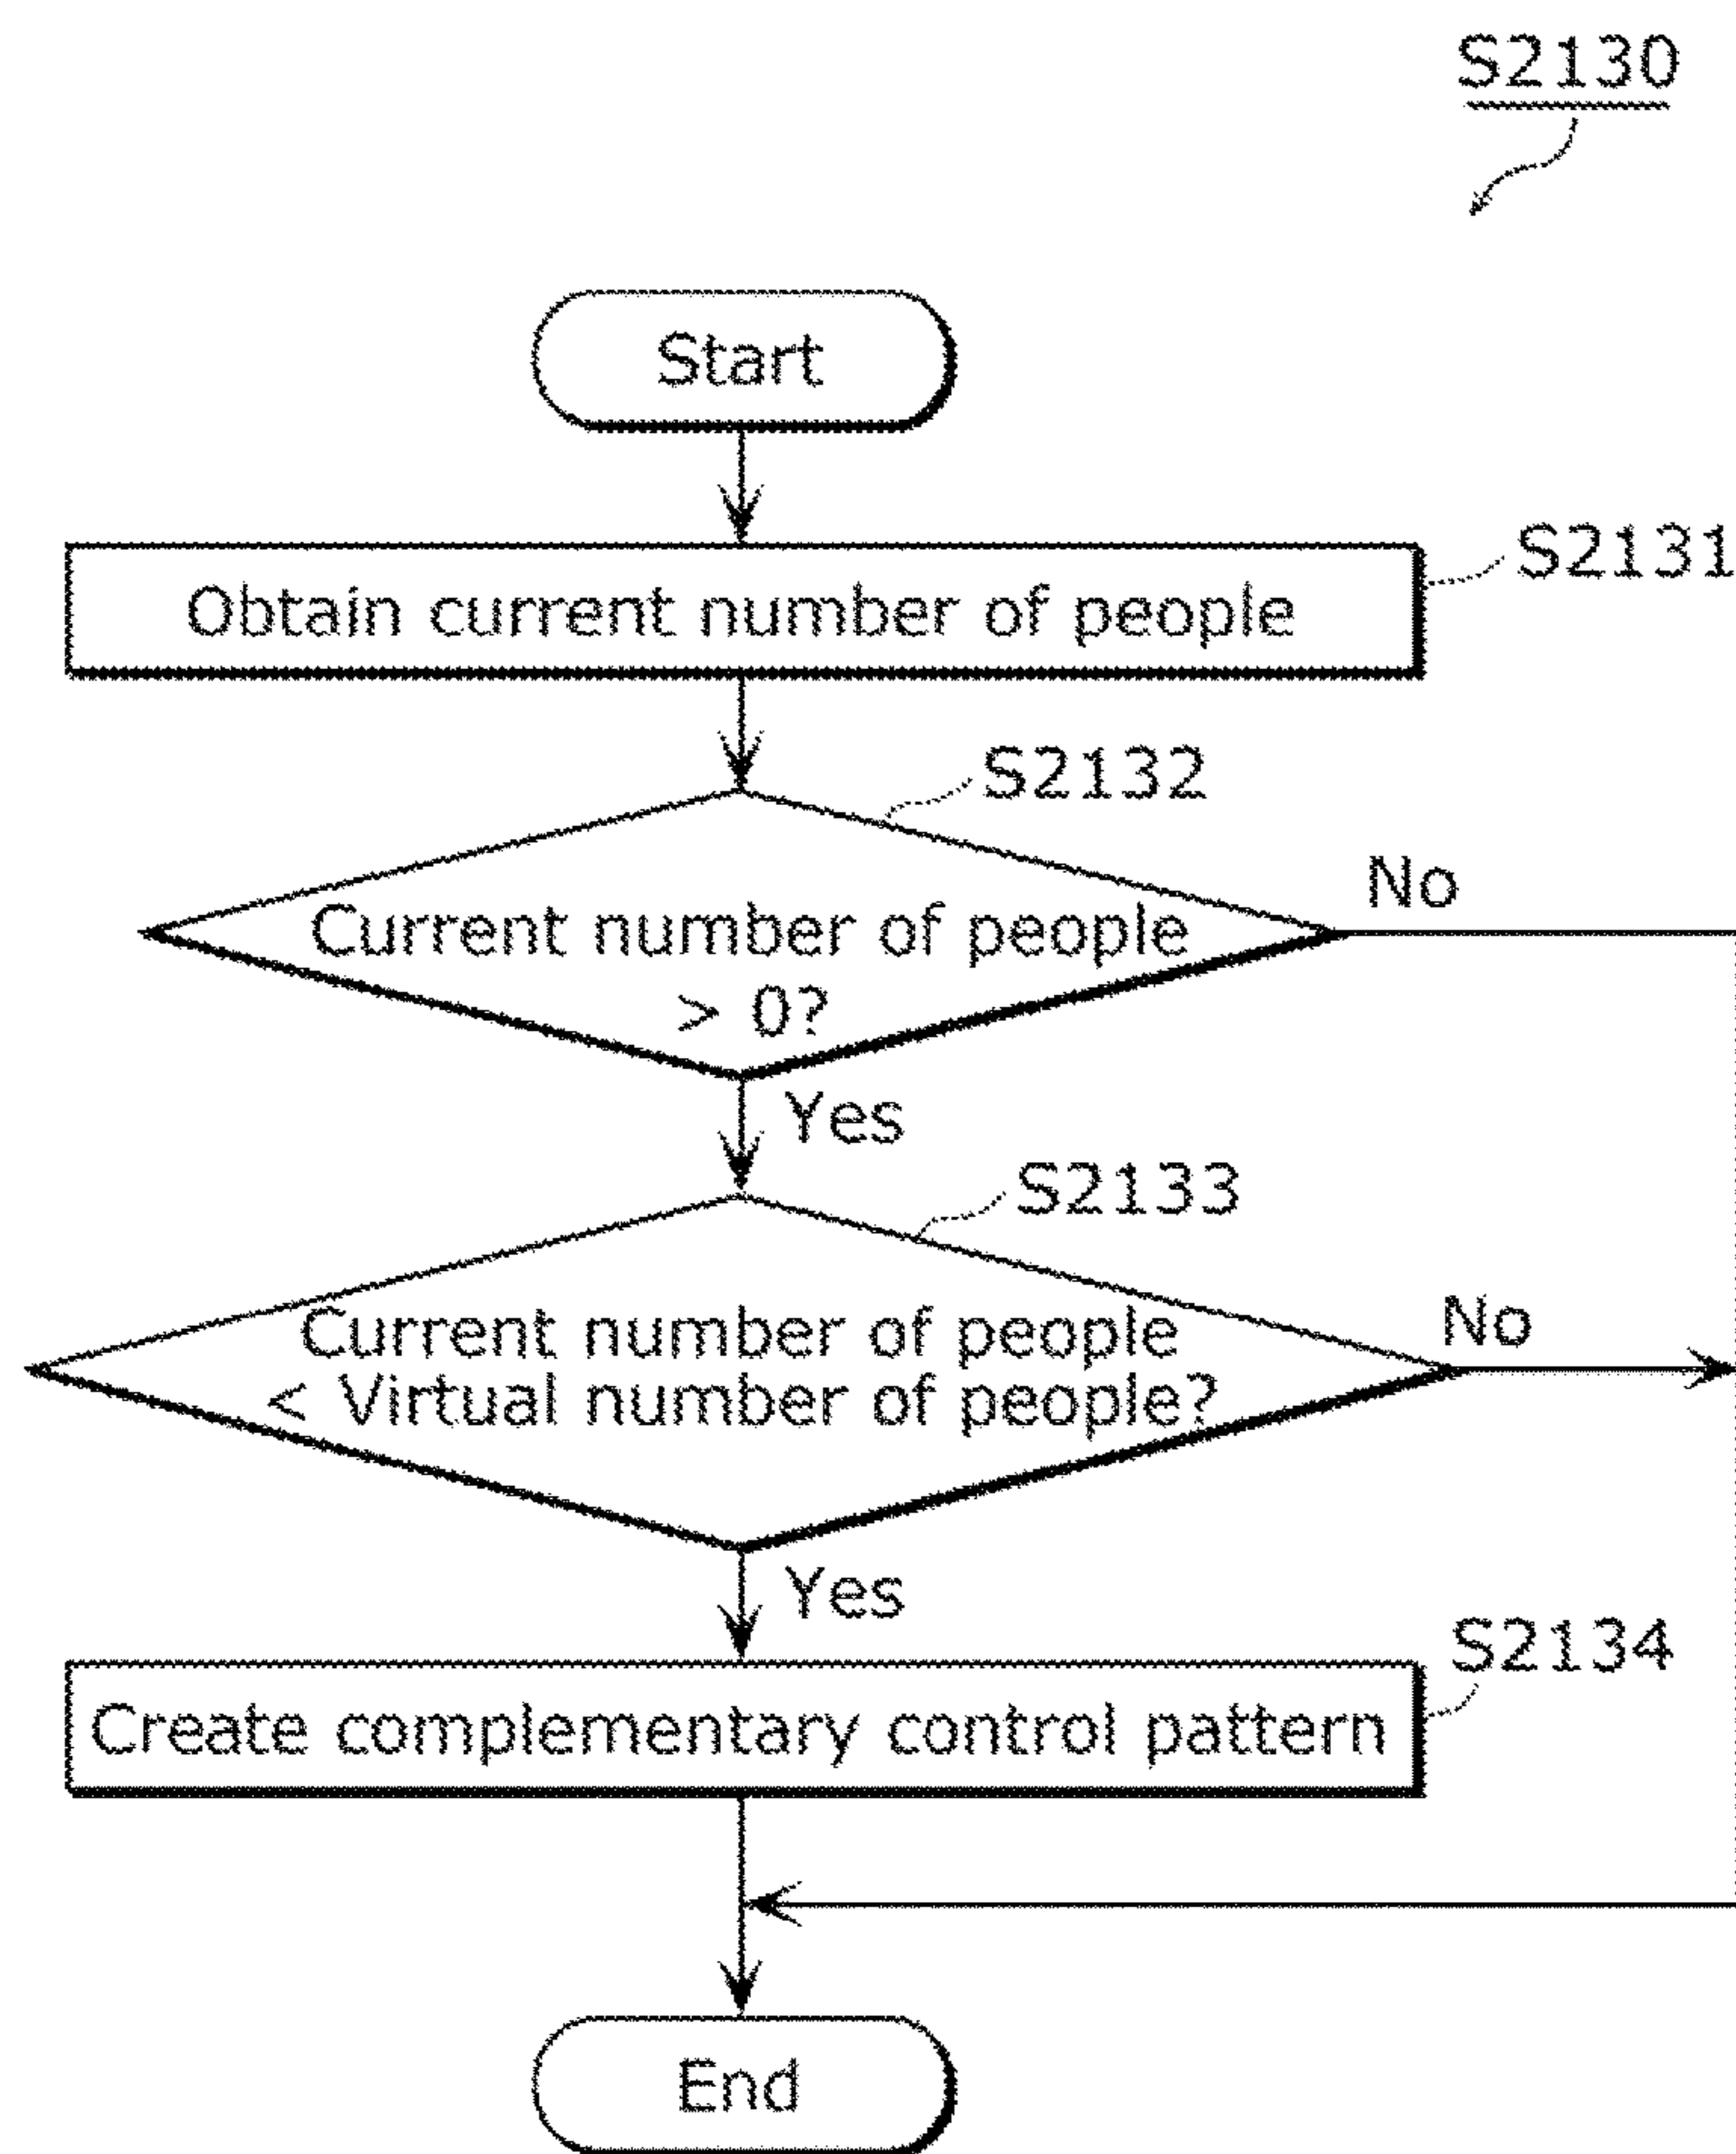 S2130
Start
Obtain current number of people
S2131
S2132
Current number of people
> 0?
No
Yes
S2133
Current number of people
< Virtual number of people?
No
Yes
S2134
Create complementary control pattern
End